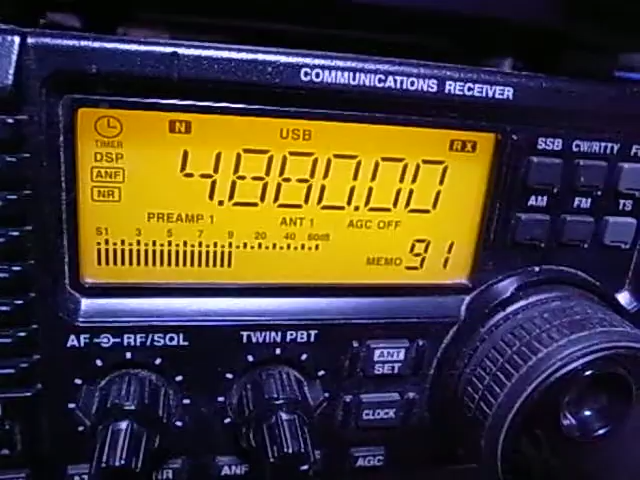 COMMUNICATIONS RECEIVER
N USB RX
TIMER
DSP
ANF
NR
4.880.00
PREAMP 1 ANT 1 AGC OFF
S1 3 5 7 9 20 40 60dB
MEMO 91
SSB CW/RTTY
AM FM TS
AF RF/SQL TWIN PBT
ANT
SET
CLOCK
NR ANF AGC